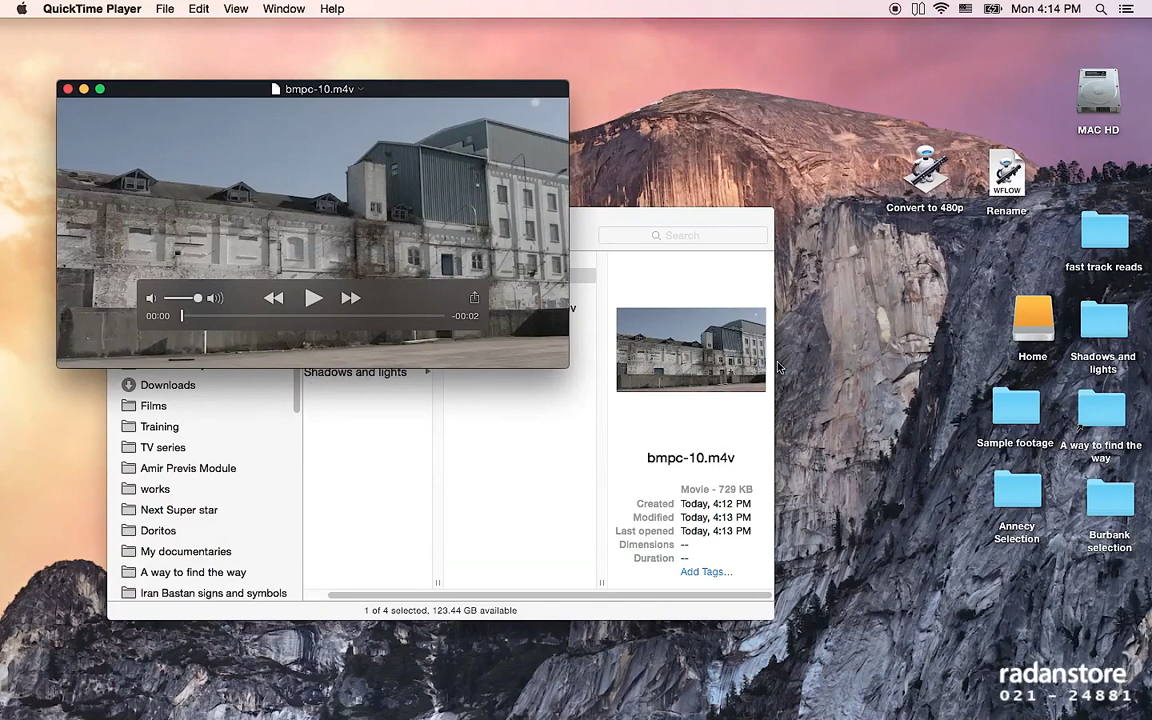 QuickTime Player File Edit View Window Help Mon 4:14 PM
bmpc-10.m4v
MAC HD
Convert to 480p
WFLOW
Rename
Search
fast track reads
v
00:00 -00:02
Home
Shadows and lights
Shadows and lights
Downloads
Films
Training
TV series
Amir Previs Module
works
Next Super star
Doritos
My documentaries
A way to find the way
Iran Bastan signs and symbols
bmpc-10.m4v
Movie - 729 KB
Created Today, 4:12 PM
Modified Today, 4:13 PM
Last opened Today, 4:13 PM
Dimensions --
Duration --
Add Tags...
1 of 4 selected, 123.44 GB available
Sample footage
A way to find the way
Annecy Selection
Burbank selection
radanstore
021 - 24881